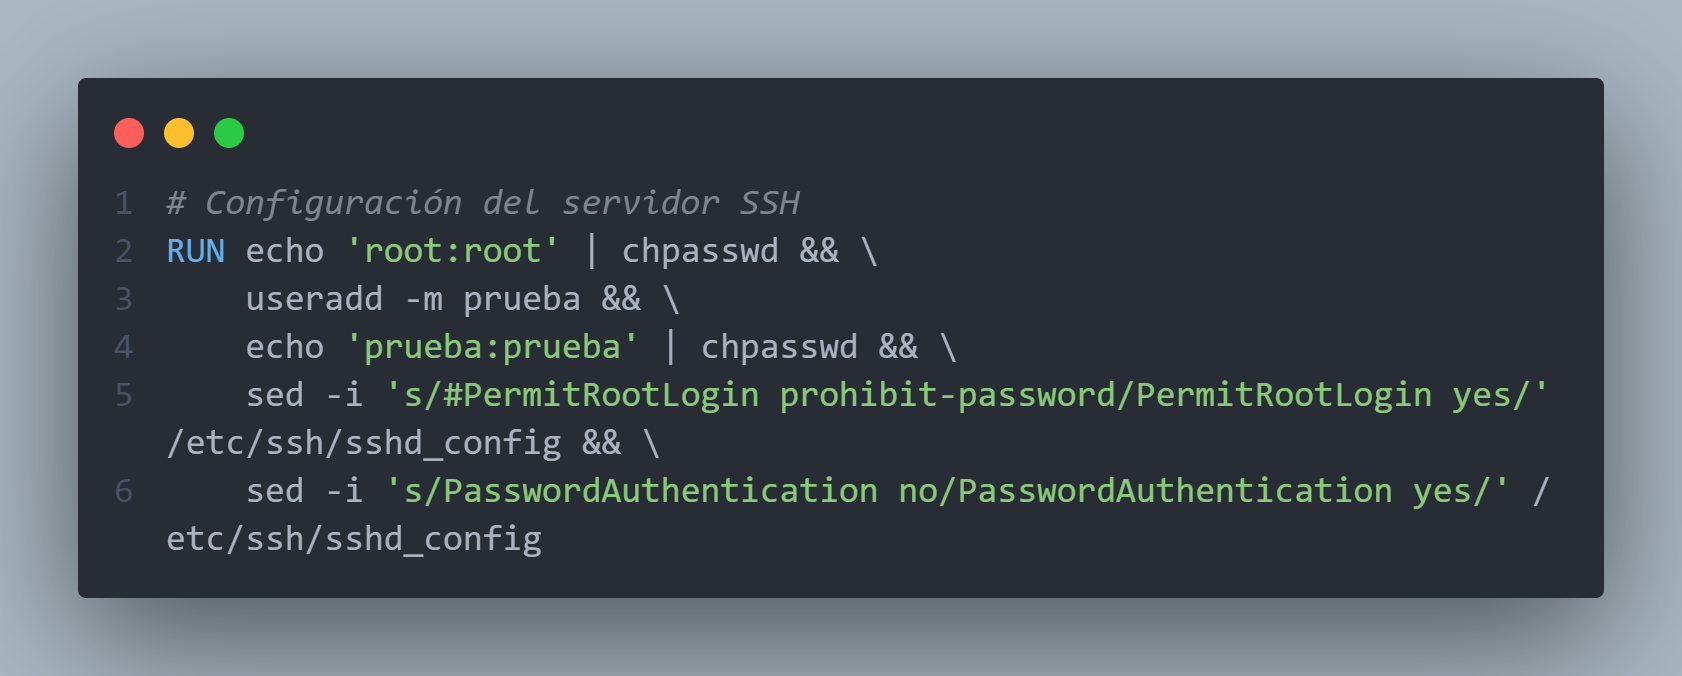 1 # Configuración del servidor SSH
2 RUN echo 'root:root' | chpasswd && \
3 useradd -m prueba && \
4 echo 'prueba:prueba' | chpasswd && \
5 sed -i 's/#PermitRootLogin prohibit-password/PermitRootLogin yes/'
/etc/ssh/sshd_config && \
6 sed -i 's/PasswordAuthentication no/PasswordAuthentication yes/' /
etc/ssh/sshd_config